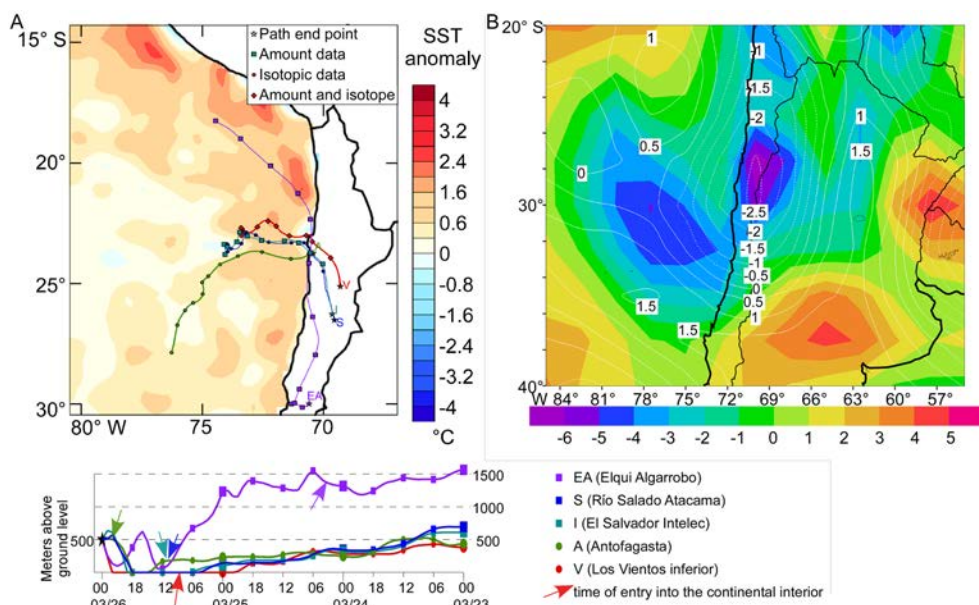 A
B
15° S
20°
25°
30°
80° W
75
70
★Path end point
Amount data
Isotopic data
Amount and isotope
SST
anomaly
4
3.2
2.4
1.6
0.6
0
-0.8
-1.6
-2.4
-3.2
-4
°C
V
S
EA
20° S
30°
40°
1
0.5
0
1.5
1.5
-1
-1.5
-2
1
1.5
-2.5
-2
-1.5
-1
-0.5
0
0.5
1
W 84° 81° 78° 75° 72° 69° 66° 63° 60° 57°
-6 -5 -4 -3 -2 -1 0 1 2 3 4 5
Meters above
ground level
500
1500
1000
500
00 18 12 06 00 18 12 06 00 18 12 06 00
03/26 03/25 03/24 03/23
EA (Elqui Algarrobo)
S (Río Salado Atacama)
I (El Salvador Intelec)
A (Antofagasta)
V (Los Vientos inferior)
time of entry into the continental interior